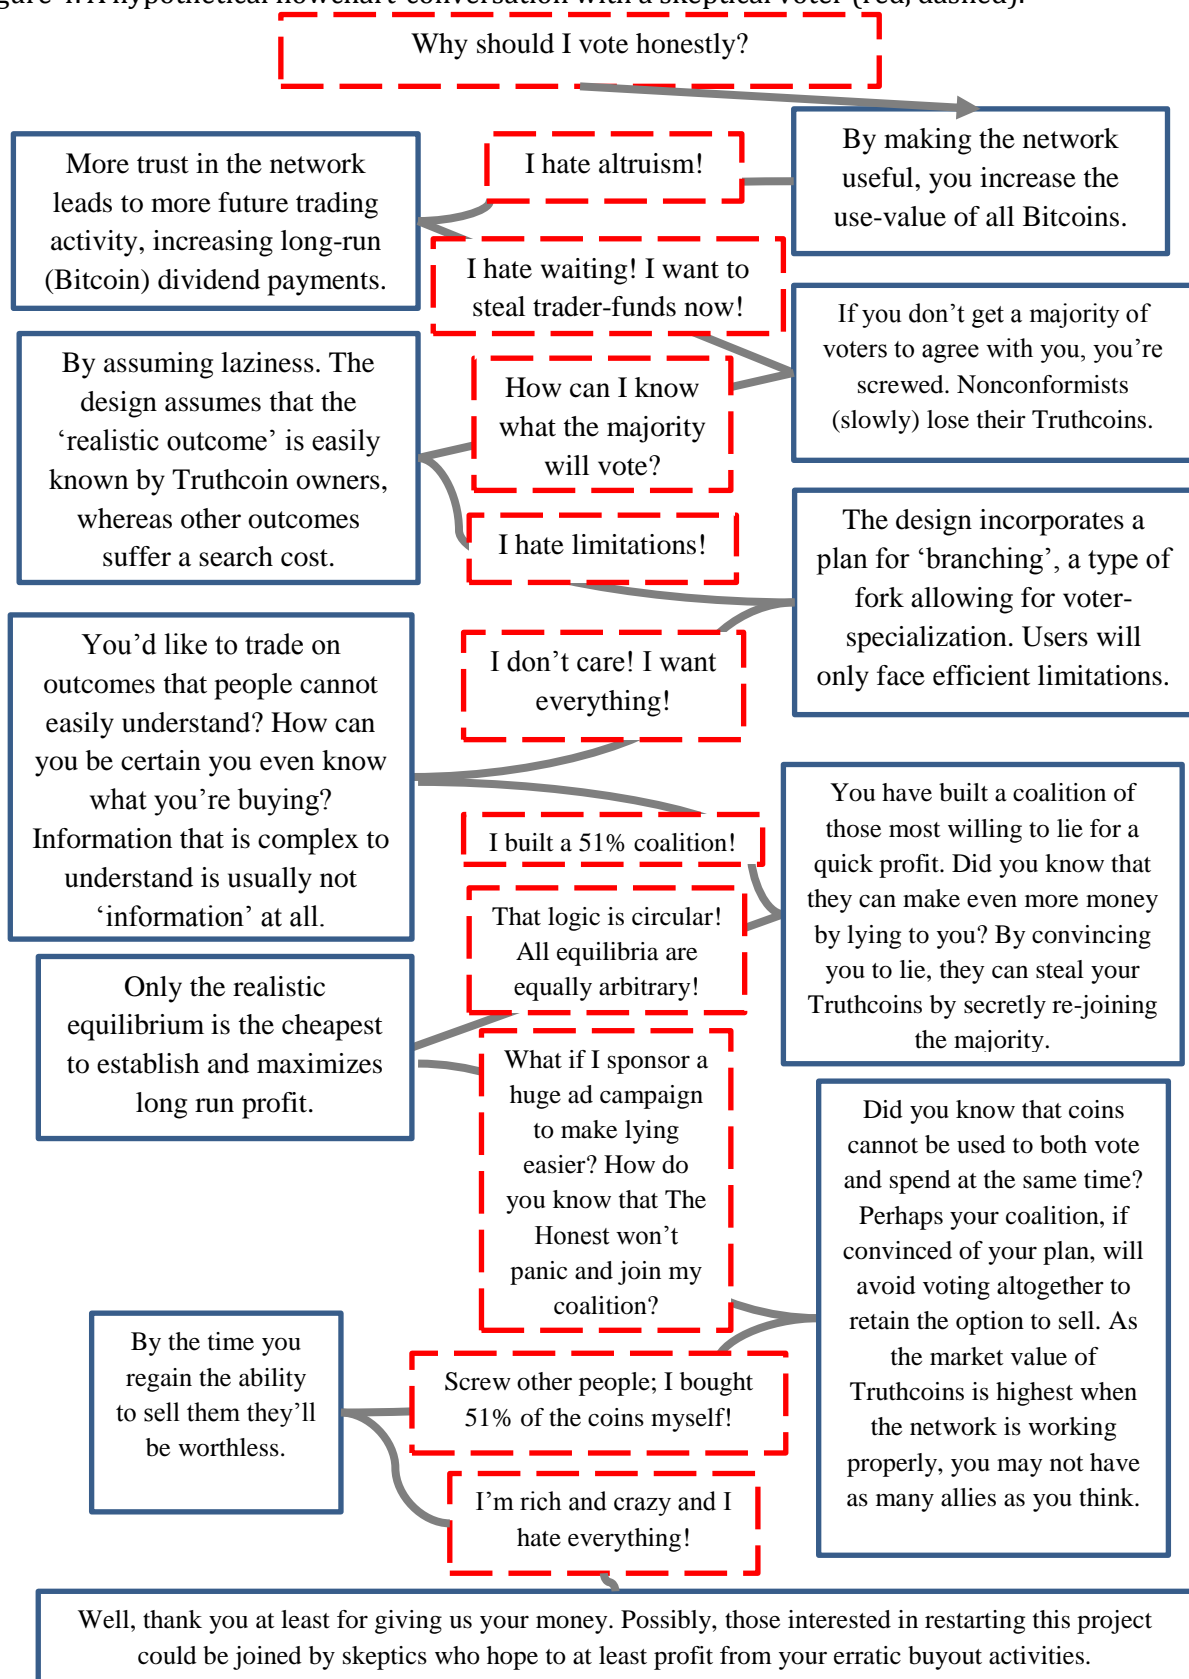 Why should I vote honestly?
By making the network
useful, you increase the
use-value of all Bitcoins.
I hate altruism!
More trust in the network
leads to more future trading
activity, increasing long-run
(Bitcoin) dividend payments.
I hate waiting! I want to
steal trader-funds now!
If you don’t get a majority of
voters to agree with you, you’re
screwed. Nonconformists
(slowly) lose their Truthcoins.
How can I know
what the majority
will vote?
By assuming laziness. The
design assumes that the
‘realistic outcome’ is easily
known by Truthcoin owners,
whereas other outcomes
suffer a search cost.
I hate limitations!
The design incorporates a
plan for ‘branching’, a type of
fork allowing for voter-
specialization. Users will
only face efficient limitations.
I don’t care! I want
everything!
You’d like to trade on
outcomes that people cannot
easily understand? How can
you be certain you even know
what you’re buying?
Information that is complex to
understand is usually not
‘information’ at all.
I built a 51% coalition!
You have built a coalition of
those most willing to lie for a
quick profit. Did you know that
they can make even more money
by lying to you? By convincing
you to lie, they can steal your
Truthcoins by secretly re-joining
the majority.
That logic is circular!
All equilibria are
equally arbitrary!
Only the realistic
equilibrium is the cheapest
to establish and maximizes
long run profit.
What if I sponsor a
huge ad campaign
to make lying
easier? How do
you know that The
Honest won’t
panic and join my
coalition?
Did you know that coins
cannot be used to both vote
and spend at the same time?
Perhaps your coalition, if
convinced of your plan, will
avoid voting altogether to
retain the option to sell. As
the market value of
Truthcoins is highest when
the network is working
properly, you may not have
as many allies as you think.
Screw other people; I bought
51% of the coins myself!
By the time you
regain the ability
to sell them they’ll
be worthless.
I’m rich and crazy and I
hate everything!
Well, thank you at least for giving us your money. Possibly, those interested in restarting this project
could be joined by skeptics who hope to at least profit from your erratic buyout activities.